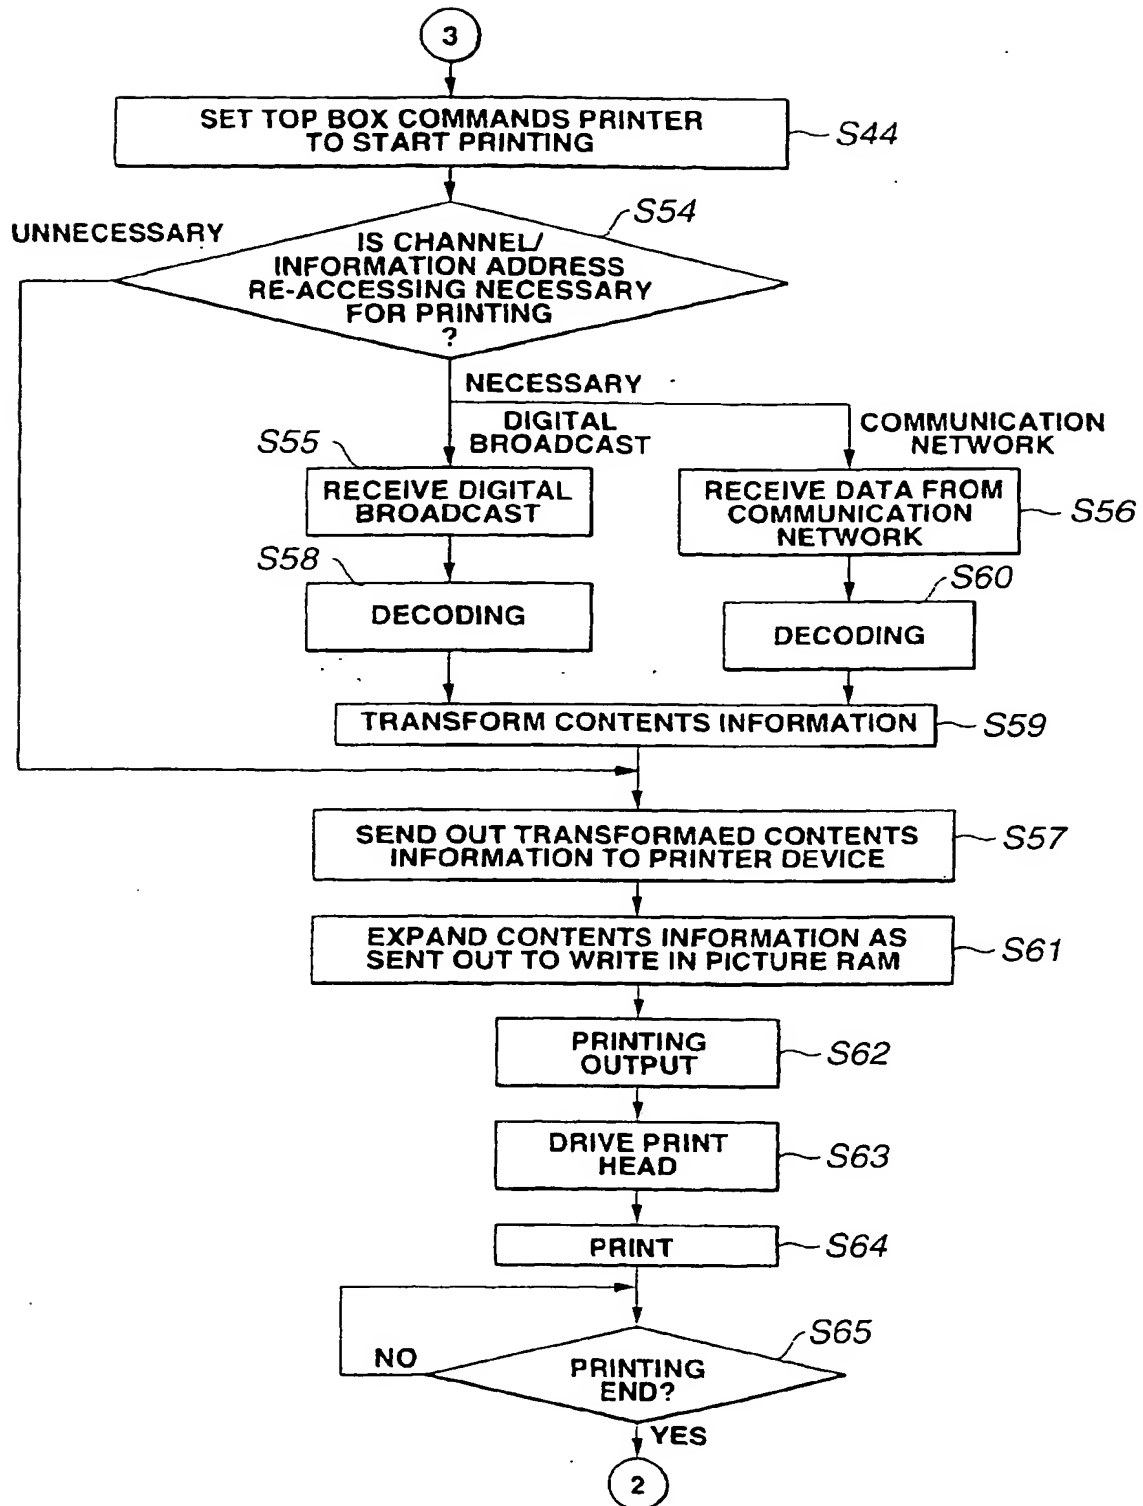 3
SET TOP BOX COMMANDS PRINTER
TO START PRINTING
S44
S54
UNNECESSARY
IS CHANNEL/
INFORMATION ADDRESS
RE-ACCESSING NECESSARY
FOR PRINTING
?
NECESSARY
DIGITAL
BROADCAST
COMMUNICATION
NETWORK
S55
RECEIVE DIGITAL
BROADCAST
RECEIVE DATA FROM
COMMUNICATION
NETWORK
S56
S58
DECODING
S60
DECODING
TRANSFORM CONTENTS INFORMATION
S59
SEND OUT TRANSFORMAED CONTENTS
INFORMATION TO PRINTER DEVICE
S57
EXPAND CONTENTS INFORMATION AS
SENT OUT TO WRITE IN PICTURE RAM
S61
PRINTING
OUTPUT
S62
DRIVE PRINT
HEAD
S63
PRINT
S64
S65
NO
PRINTING
END?
YES
2